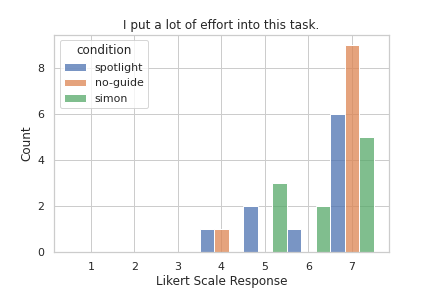 I put a lot of effort into this task.
condition
spotlight
no-guide
simon
8
6
4
2
0
Count
1 2 3 4 5 6 7
Likert Scale Response